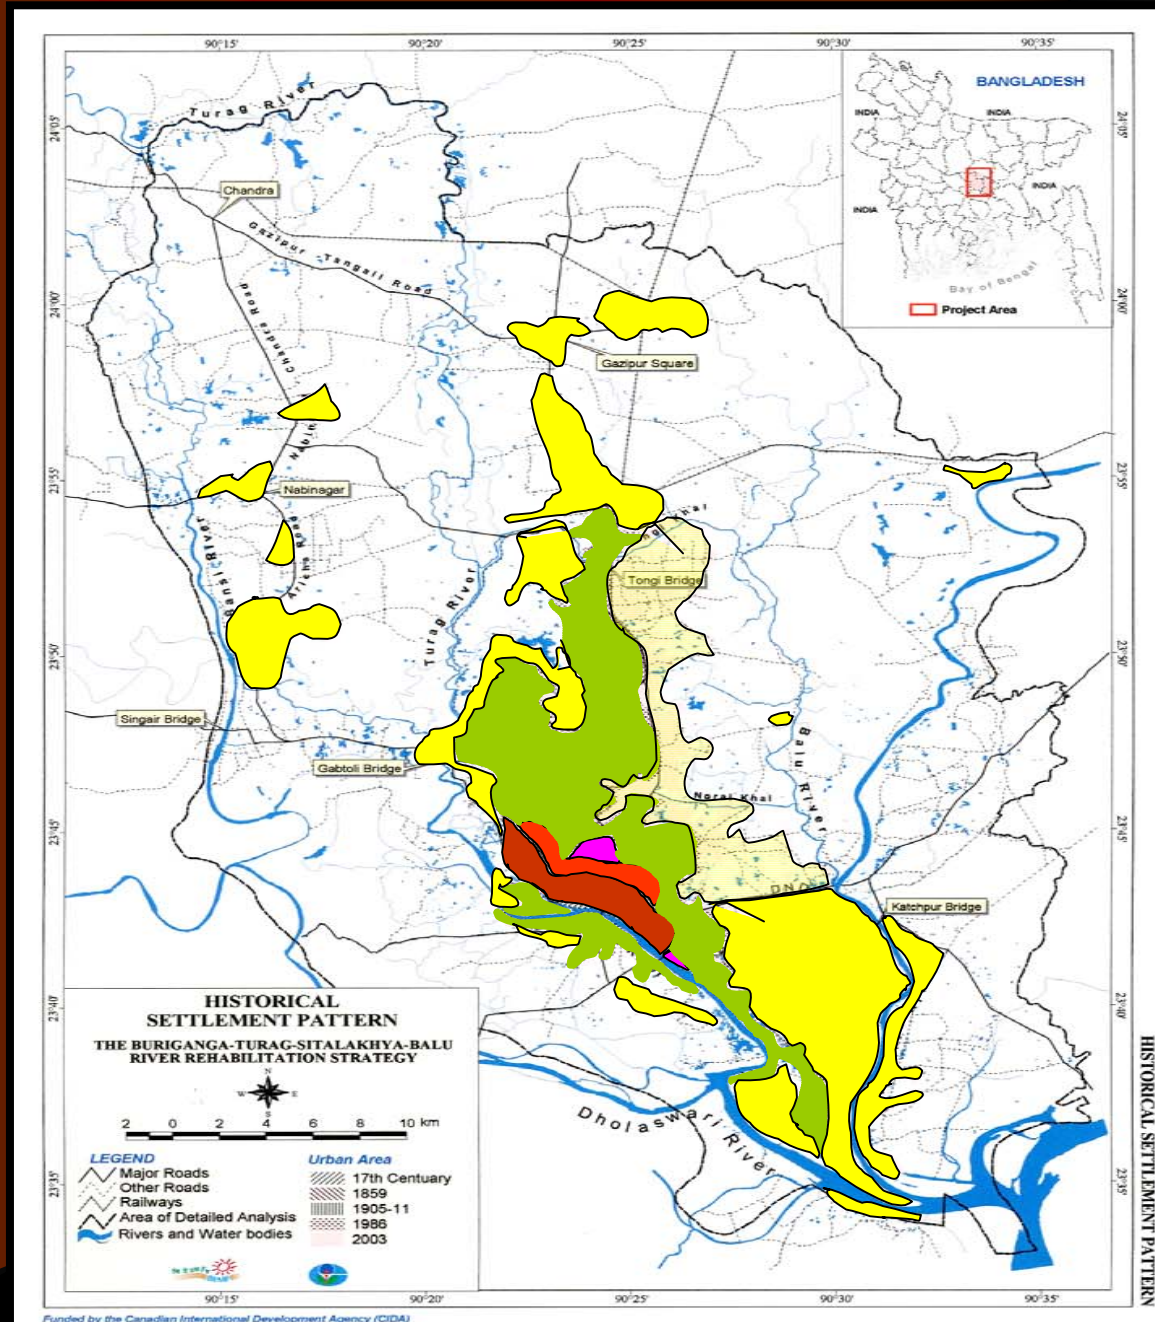 90°15'
90°20'
90°25'
90°30'
90°35'
24°05'
24°00'
23°55'
23°50'
23°45'
23°40'
23°35'
24°05'
24°00'
23°55'
23°50'
23°45'
23°40'
23°35'
BANGLADESH
INDIA
INDIA
INDIA
INDIA
Bay of Bengal
Project Area
Turag River
Chandra
Gazipur Tangail Road
Chandra Road
Gazipur Square
Nabin
Nabinagar
Bansi River
Aricha Road
Khal
Tongi Bridge
Turag River
Singair Bridge
Gabtoli Bridge
River
Norai Khal
DND
Katchpur Bridge
Dholaswari River
HISTORICAL
SETTLEMENT PATTERN
THE BURIGANGA-TURAG-SITALAKHYA-BALU
RIVER REHABILITATION STRATEGY
N
W E
S
2 0 2 4 6 8 10 km
LEGEND
Major Roads
Other Roads
Railways
Area of Detailed Analysis
Rivers and Water bodies
Urban Area
17th Centuary
1859
1905-11
1986
2003
90°15'
90°20'
90°25'
90°30'
90°35'
Funded by the Canadian International Development Agency (CIDA)
HISTORICAL SETTLEMENT PATTERN